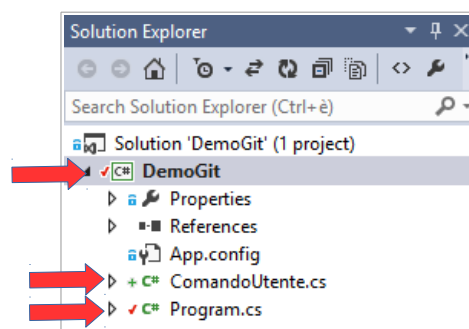 Solution Explorer
Search Solution Explorer (Ctrl+è)
Solution 'DemoGit' (1 project)
C# DemoGit
Properties
References
App.config
+ C# ComandoUtente.cs
C# Program.cs